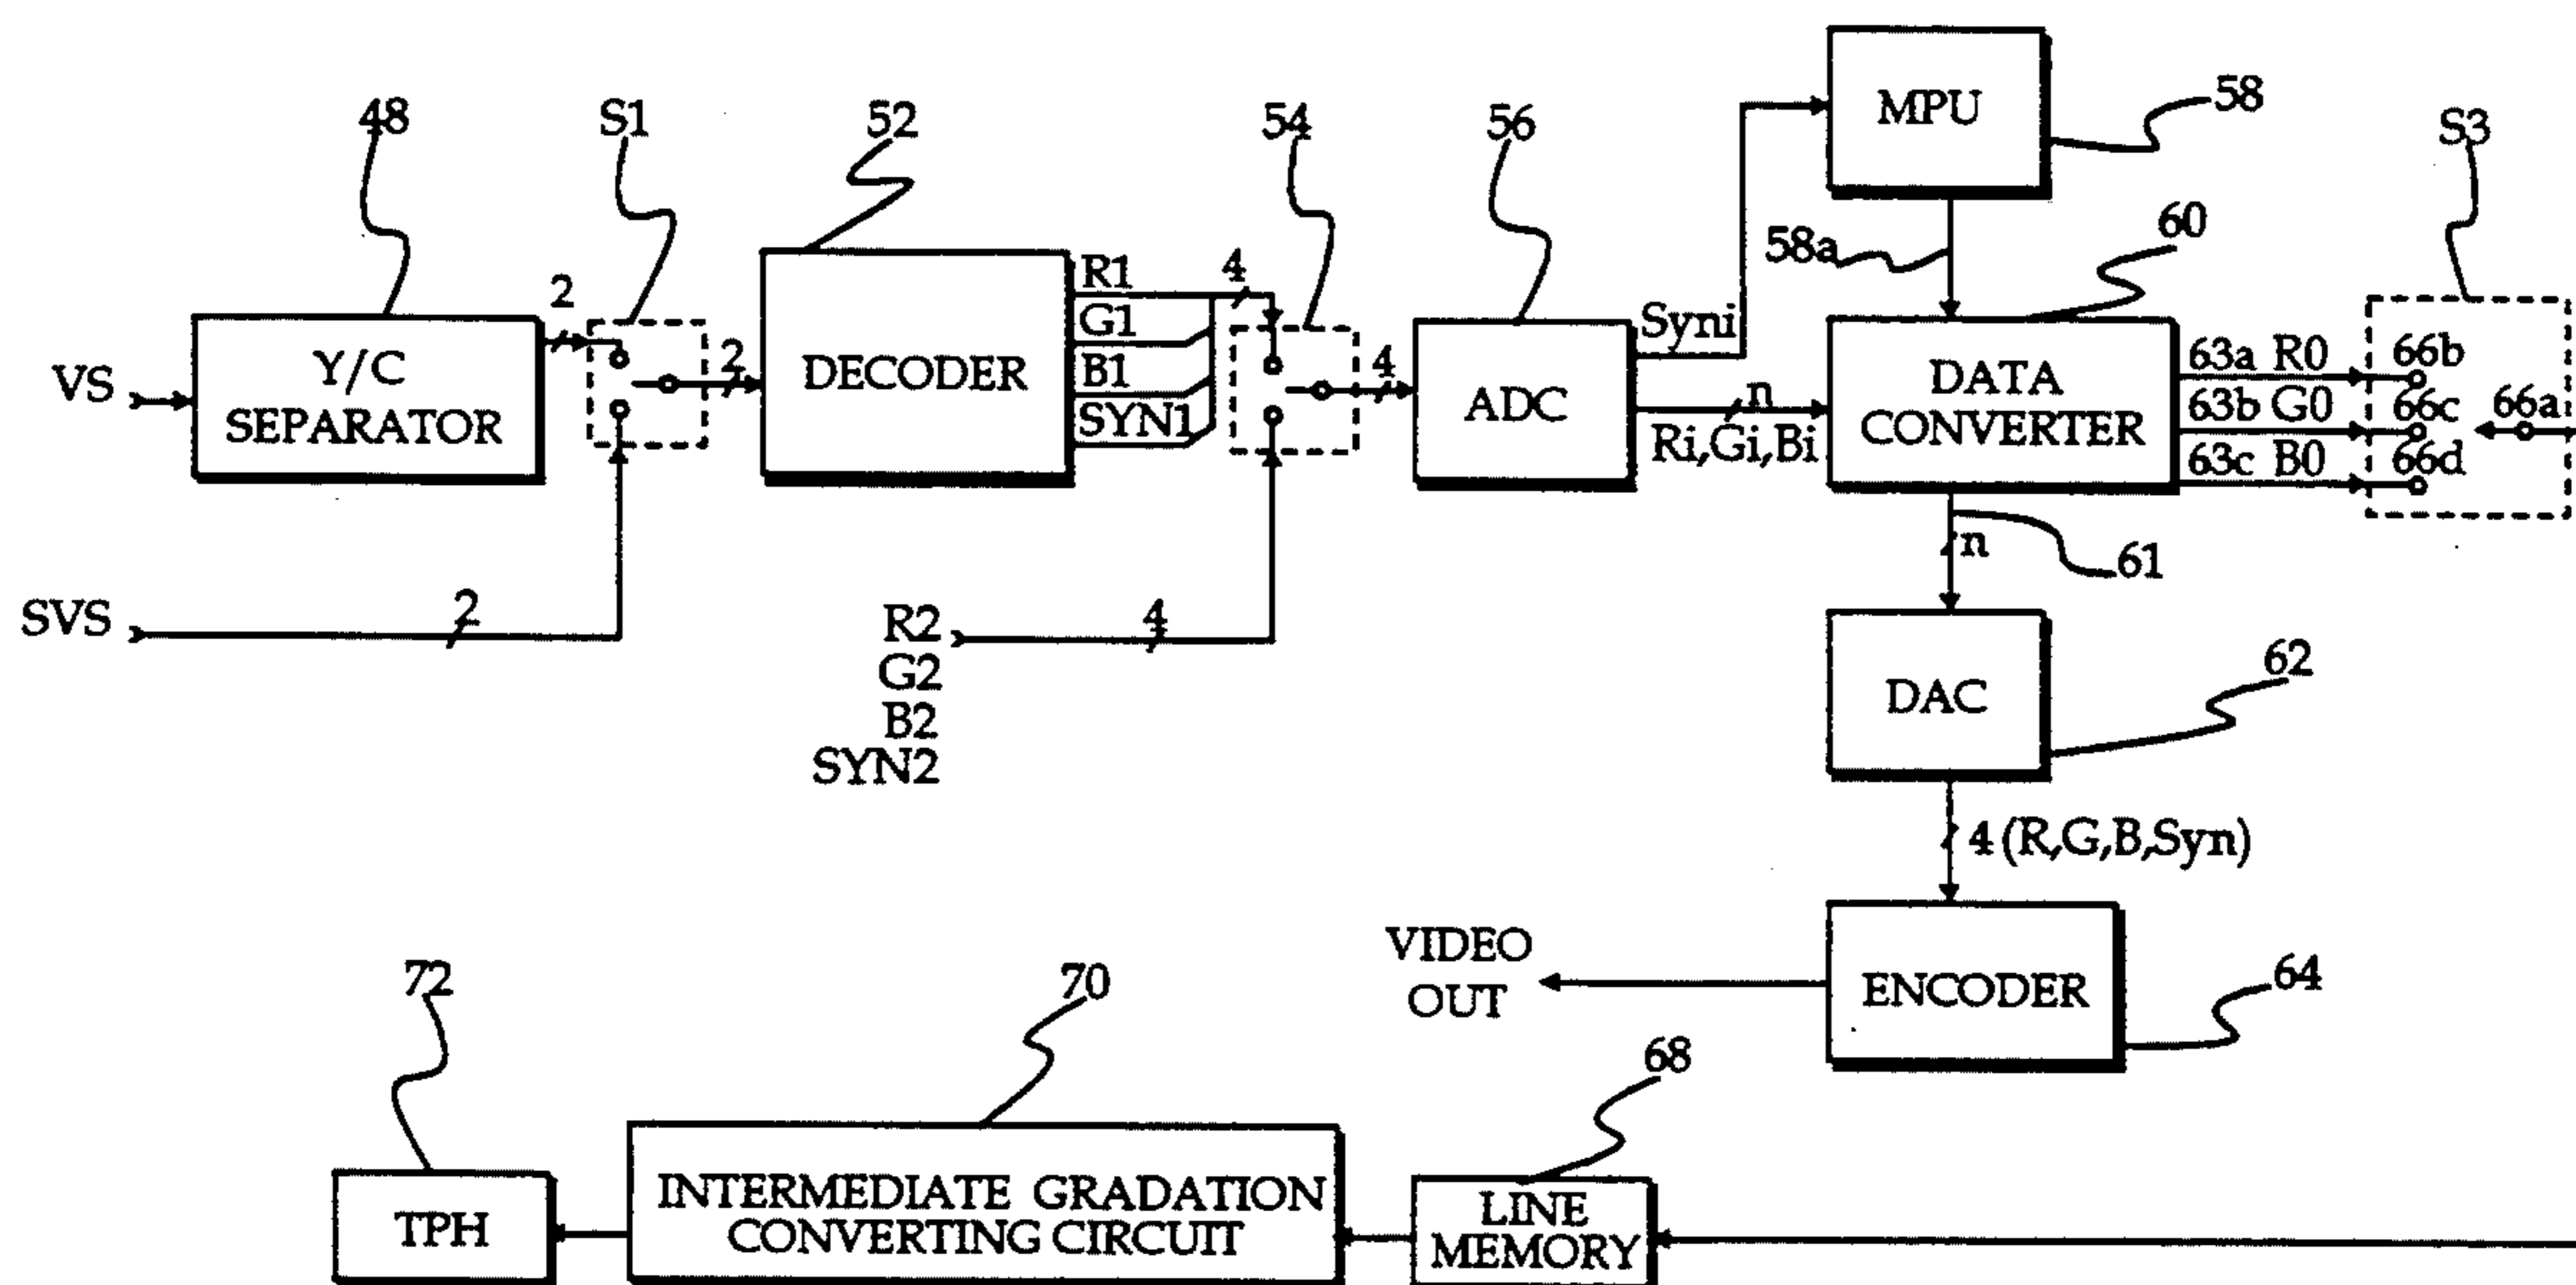 48
S1
52
54
56
MPU
58
S3
58a
60
VS
Y/C
SEPARATOR
2
2
DECODER
R1
G1
B1
SYN1
4
4
ADC
Syni
n
Ri,Gi,Bi
DATA
CONVERTER
63a R0
63b G0
63c B0
66b
66c
66d
66a
SVS
2
R2
G2
B2
SYN2
4
n
61
DAC
62
4 (R,G,B,Syn)
VIDEO
OUT
ENCODER
64
72
70
68
TPH
INTERMEDIATE GRADATION
CONVERTING CIRCUIT
LINE
MEMORY